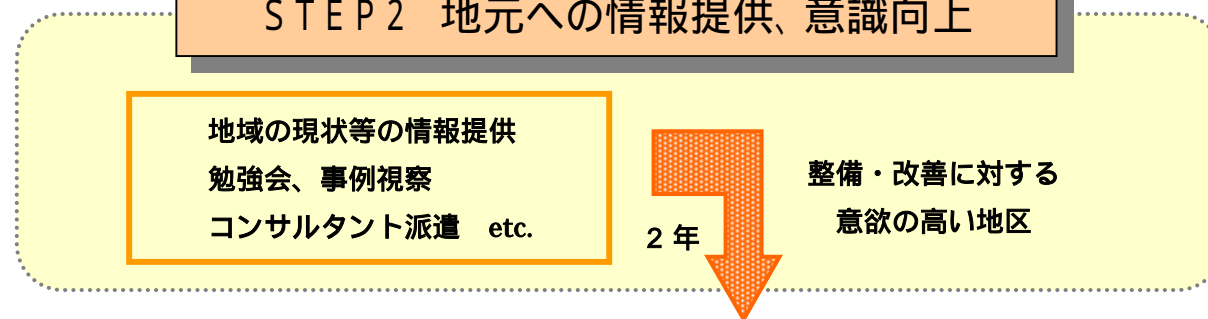 STEP2 地元への情報提供、意識向上
地域の現状等の情報提供
勉強会、事例視察
コンサルタント派遣 etc.
2年
整備・改善に対する
意欲の高い地区